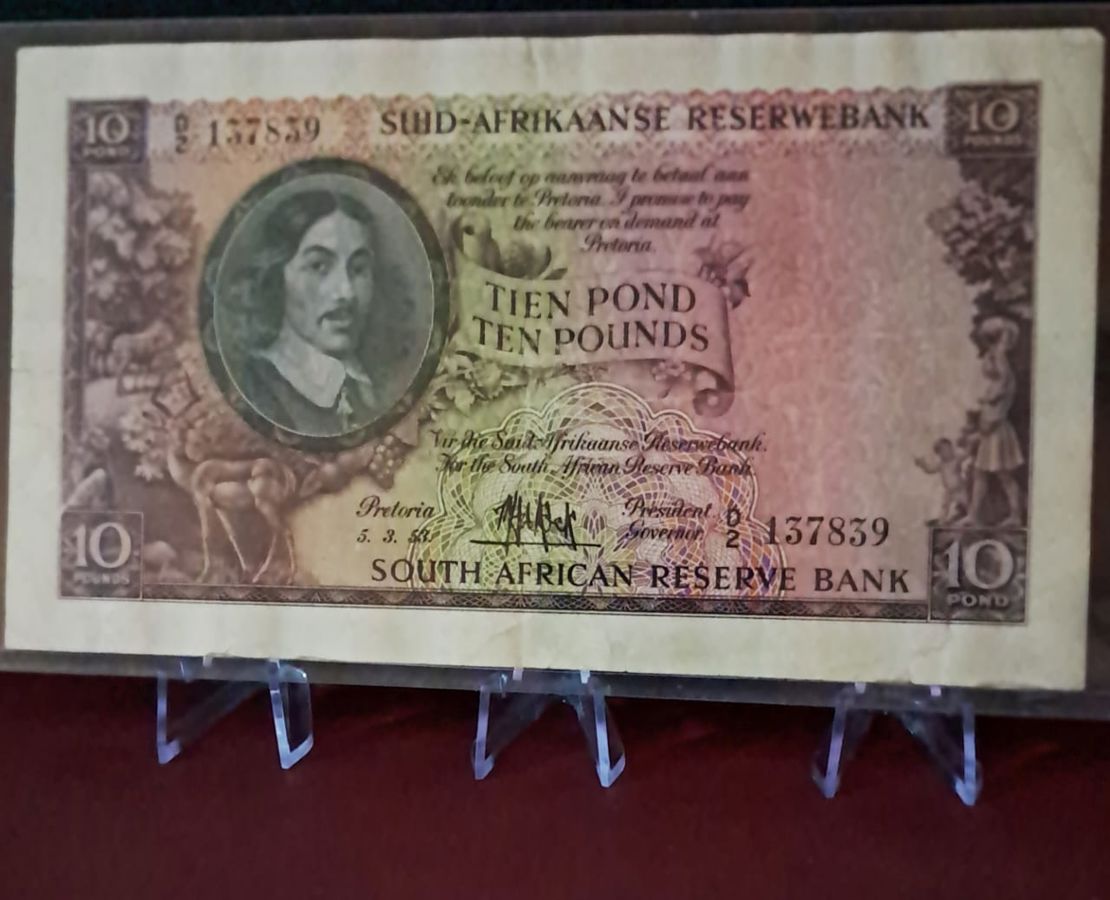 10
POND
D/2 137839
SUID-AFRIKAANSE RESERWEBANK
10
POUNDS
Ek beloof op aanvraag te betaal aan
toonder te Pretoria. I promise to pay
the bearer on demand at
Pretoria.
TIEN POND
TEN POUNDS
Vir die Suid-Afrikaanse Reserwebank.
For the South African Reserve Bank.
Pretoria
5. 3. 53.
President.
Governor.
D/2 137839
10
POUNDS
SOUTH AFRICAN RESERVE BANK
10
POND